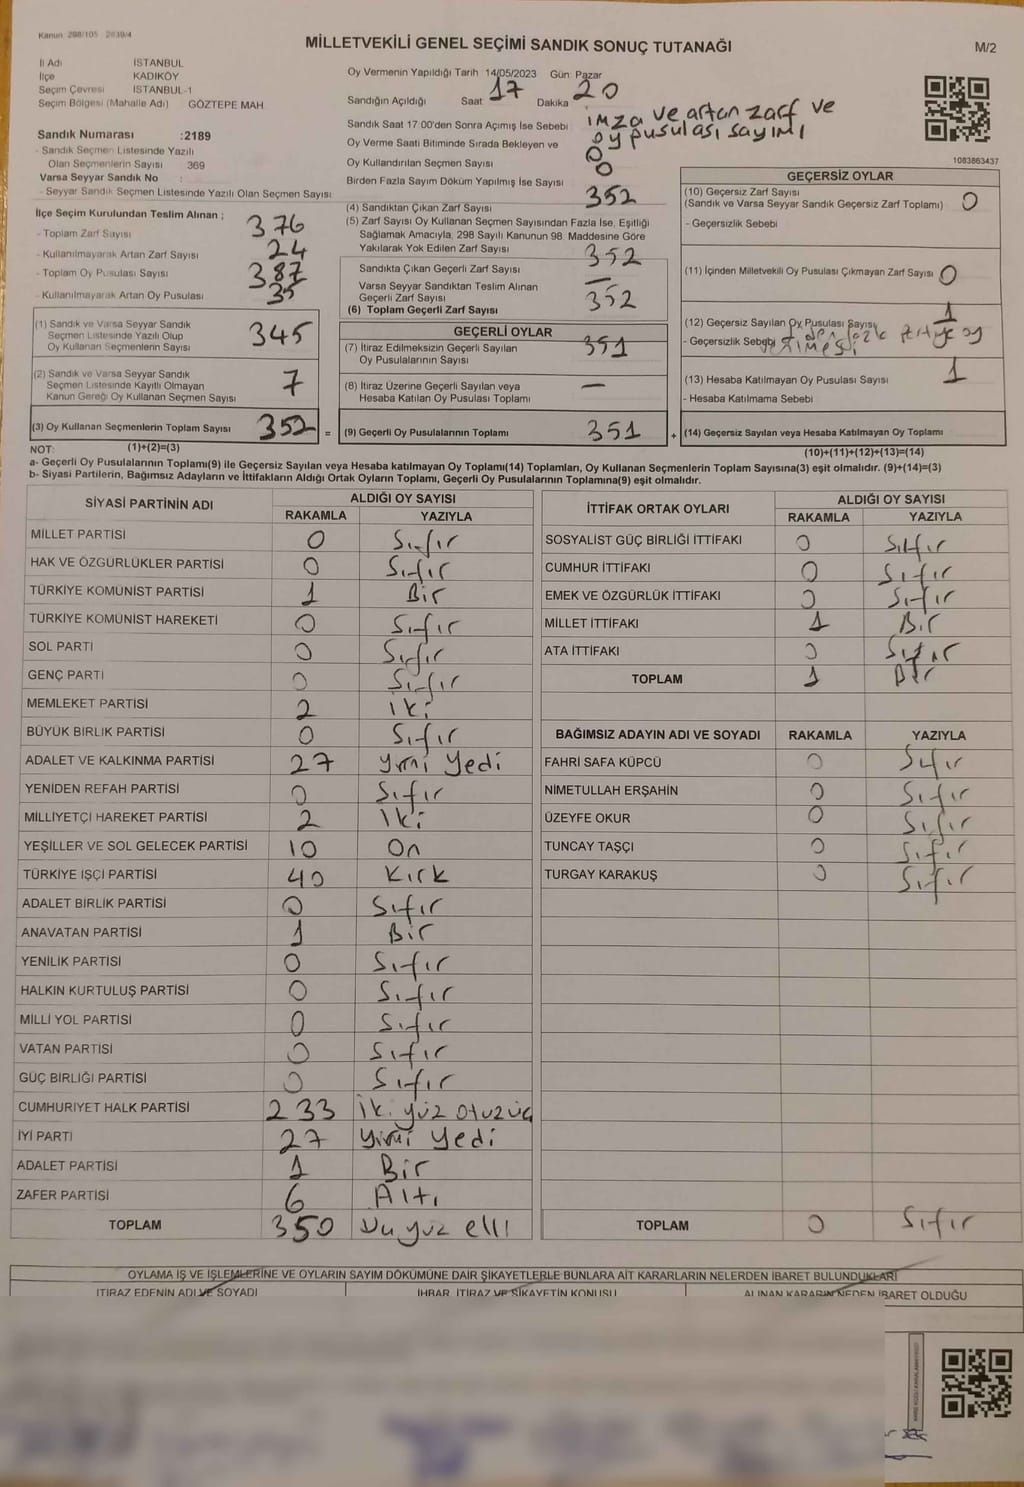 Kanun 298/105 2839/4
MİLLETVEKİLİ GENEL SEÇİMİ SANDIK SONUÇ TUTANAĞI
M/2
İl Adı İSTANBUL
İlçe KADIKÖY
Seçim Çevresi İSTANBUL-1
Seçim Bölgesi (Mahalle Adı) GÖZTEPE MAH
Sandık Numarası :2189
- Sandık Seçmen Listesinde Yazılı
Olan Seçmenlerin Sayısı 369
Varsa Seyyar Sandık No :
- Seyyar Sandık Seçmen Listesinde Yazılı Olan Seçmen Sayısı
Oy Vermenin Yapıldığı Tarih 14/05/2023 Gün: Pazar
Sandığın Açıldığı Saat 17 Dakika 20
Sandık Saat 17:00'den Sonra Açımış İse Sebebi imza ve artan zarf ve
oy pusulası sayımı
Oy Verme Saati Bitiminde Sırada Bekleyen ve
Oy Kullandırılan Seçmen Sayısı 0
Birden Fazla Sayım Döküm Yapılmış İse Sayısı 0
1083863437
İlçe Seçim Kurulundan Teslim Alınan ;
- Toplam Zarf Sayısı 376
- Kullanılmayarak Artan Zarf Sayısı 24
- Toplam Oy Pusulası Sayısı 387
- Kullanılmayarak Artan Oy Pusulası 35
(1) Sandık ve Varsa Seyyar Sandık
Seçmen Listesinde Yazılı Olup
Oy Kullanan Seçmenlerin Sayısı 345
(2) Sandık ve Varsa Seyyar Sandık
Seçmen Listesinde Kayıtlı Olmayan
Kanun Gereği Oy Kullanan Seçmen Sayısı 7
(3) Oy Kullanan Seçmenlerin Toplam Sayısı 352 =
(4) Sandıktan Çıkan Zarf Sayısı 352
(5) Zarf Sayısı Oy Kullanan Seçmen Sayısından Fazla İse, Eşitliği
Sağlamak Amacıyla, 298 Sayılı Kanunun 98. Maddesine Göre
Yakılarak Yok Edilen Zarf Sayısı
Sandıkta Çıkan Geçerli Zarf Sayısı 352
Varsa Seyyar Sandıktan Teslim Alınan
Geçerli Zarf Sayısı —
(6) Toplam Geçerli Zarf Sayısı 352
GEÇERLİ OYLAR
(7) İtiraz Edilmeksizin Geçerli Sayılan
Oy Pusulalarının Sayısı 351
(8) İtiraz Üzerine Geçerli Sayılan veya
Hesaba Katılan Oy Pusulası Toplamı —
(9) Geçerli Oy Pusulalarının Toplamı 351 +
GEÇERSİZ OYLAR
(10) Geçersiz Zarf Sayısı
(Sandık ve Varsa Seyyar Sandık Geçersiz Zarf Toplamı) 0
- Geçersizlik Sebebi
(11) İçinden Milletvekili Oy Pusulası Çıkmayan Zarf Sayısı 0
(12) Geçersiz Sayılan Oy Pusulası Sayısı 1
- Geçersizlik Sebebi
(13) Hesaba Katılmayan Oy Pusulası Sayısı 1
- Hesaba Katılmama Sebebi
(14) Geçersiz Sayılan veya Hesaba Katılmayan Oy Toplamı
NOT: (1)+(2)=(3)
(10)+(11)+(12)+(13)=(14)
a- Geçerli Oy Pusulalarının Toplamı(9) ile Geçersiz Sayılan veya Hesaba katılmayan Oy Toplamı(14) Toplamları, Oy Kullanan Seçmenlerin Toplam Sayısına(3) eşit olmalıdır. (9)+(14)=(3)
b- Siyasi Partilerin, Bağımsız Adayların ve İttifakların Aldığı Ortak Oyların Toplamı, Geçerli Oy Pusulalarının Toplamına(9) eşit olmalıdır.
SİYASİ PARTİNİN ADI ALDIĞI OY SAYISI
RAKAMLA YAZIYLA
MİLLET PARTİSİ 0 Sıfır
HAK VE ÖZGÜRLÜKLER PARTİSİ 0 Sıfır
TÜRKİYE KOMÜNİST PARTİSİ 1 Bir
TÜRKİYE KOMÜNİST HAREKETİ 0 Sıfır
SOL PARTİ 0 Sıfır
GENÇ PARTİ 0 Sıfır
MEMLEKET PARTİSİ 2 iki
BÜYÜK BİRLİK PARTİSİ 0 Sıfır
ADALET VE KALKINMA PARTİSİ 27 yirmi yedi
YENİDEN REFAH PARTİSİ 0 Sıfır
MİLLİYETÇİ HAREKET PARTİSİ 2 iki
YEŞİLLER VE SOL GELECEK PARTİSİ 10 On
TÜRKİYE İŞÇİ PARTİSİ 40 Kırk
ADALET BİRLİK PARTİSİ 0 Sıfır
ANAVATAN PARTİSİ 1 Bir
YENİLİK PARTİSİ 0 Sıfır
HALKIN KURTULUŞ PARTİSİ 0 Sıfır
MİLLİ YOL PARTİSİ 0 Sıfır
VATAN PARTİSİ 0 Sıfır
GÜÇ BİRLİĞİ PARTİSİ 0 Sıfır
CUMHURİYET HALK PARTİSİ 233 iki yüz otuzüç
İYİ PARTİ 27 yirmi yedi
ADALET PARTİSİ 1 Bir
ZAFER PARTİSİ 6 Altı
TOPLAM 350 üç yüz elli
İTTİFAK ORTAK OYLARI ALDIĞI OY SAYISI
RAKAMLA YAZIYLA
SOSYALİST GÜÇ BİRLİĞİ İTTİFAKI 0 Sıfır
CUMHUR İTTİFAKI 0 Sıfır
EMEK VE ÖZGÜRLÜK İTTİFAKI 0 Sıfır
MİLLET İTTİFAKI 1 Bir
ATA İTTİFAKI 0 Sıfır
TOPLAM 1 Bir
BAĞIMSIZ ADAYIN ADI VE SOYADI RAKAMLA YAZIYLA
FAHRİ SAFA KÜPCÜ 0 Sıfır
NİMETULLAH ERŞAHİN 0 Sıfır
ÜZEYFE OKUR 0 Sıfır
TUNCAY TAŞÇI 0 Sıfır
TURGAY KARAKUŞ 0 Sıfır
TOPLAM 0 Sıfır
OYLAMA İŞ VE İŞLEMLERİNE VE OYLARIN SAYIM DÖKÜMÜNE DAİR ŞİKAYETLERLE BUNLARA AİT KARARLARIN NELERDEN İBARET BULUNDUKLARI
İTİRAZ EDENİN ADI VE SOYADI İHBAR, İTİRAZ VE ŞİKAYETİN KONUSU ALINAN KARARIN NEDEN İBARET OLDUĞU